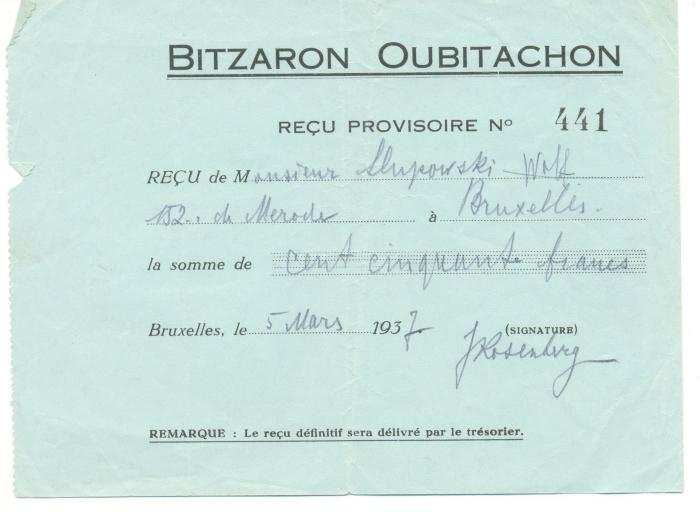 BITZARON OUBITACHON
REÇU PROVISOIRE No 441
REÇU de Monsieur Slupowski - Wolf
152. de Merode à Bruxelles.
la somme de cent cinquante francs
Bruxelles, le 5 Mars 1937 (SIGNATURE)
J Rosenberg
REMARQUE : Le reçu définitif sera délivré par le trésorier.